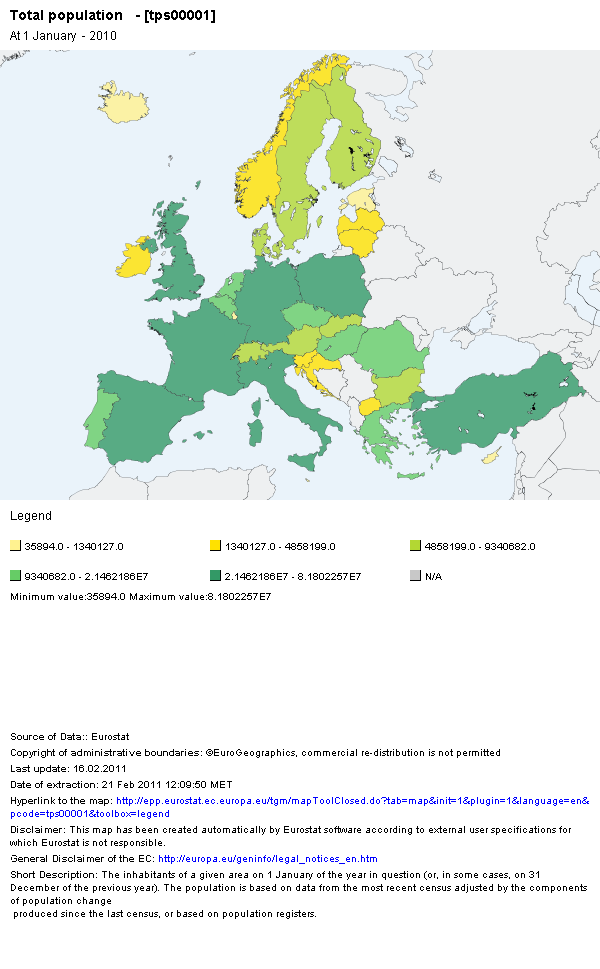 Total population - [tps00001]
At 1 January - 2010
Legend
35894.0 - 1340127.0
1340127.0 - 4858199.0
4858199.0 - 9340682.0
9340682.0 - 2.1462186E7
2.1462186E7 - 8.1802257E7
N/A
Minimum value:35894.0 Maximum value:8.1802257E7
Source of Data:: Eurostat
Copyright of administrative boundaries: ©EuroGeographics, commercial re-distribution is not permitted
Last update: 16.02.2011
Date of extraction: 21 Feb 2011 12:09:50 MET
Hyperlink to the map: http://epp.eurostat.ec.europa.eu/tgm/mapToolClosed.do?tab=map&init=1&plugin=1&language=en&
pcode=tps00001&toolbox=legend
Disclaimer: This map has been created automatically by Eurostat software according to external user specifications for
which Eurostat is not responsible.
General Disclaimer of the EC: http://europa.eu/geninfo/legal_notices_en.htm
Short Description: The inhabitants of a given area on 1 January of the year in question (or, in some cases, on 31
December of the previous year). The population is based on data from the most recent census adjusted by the components
of population change
produced since the last census, or based on population registers.